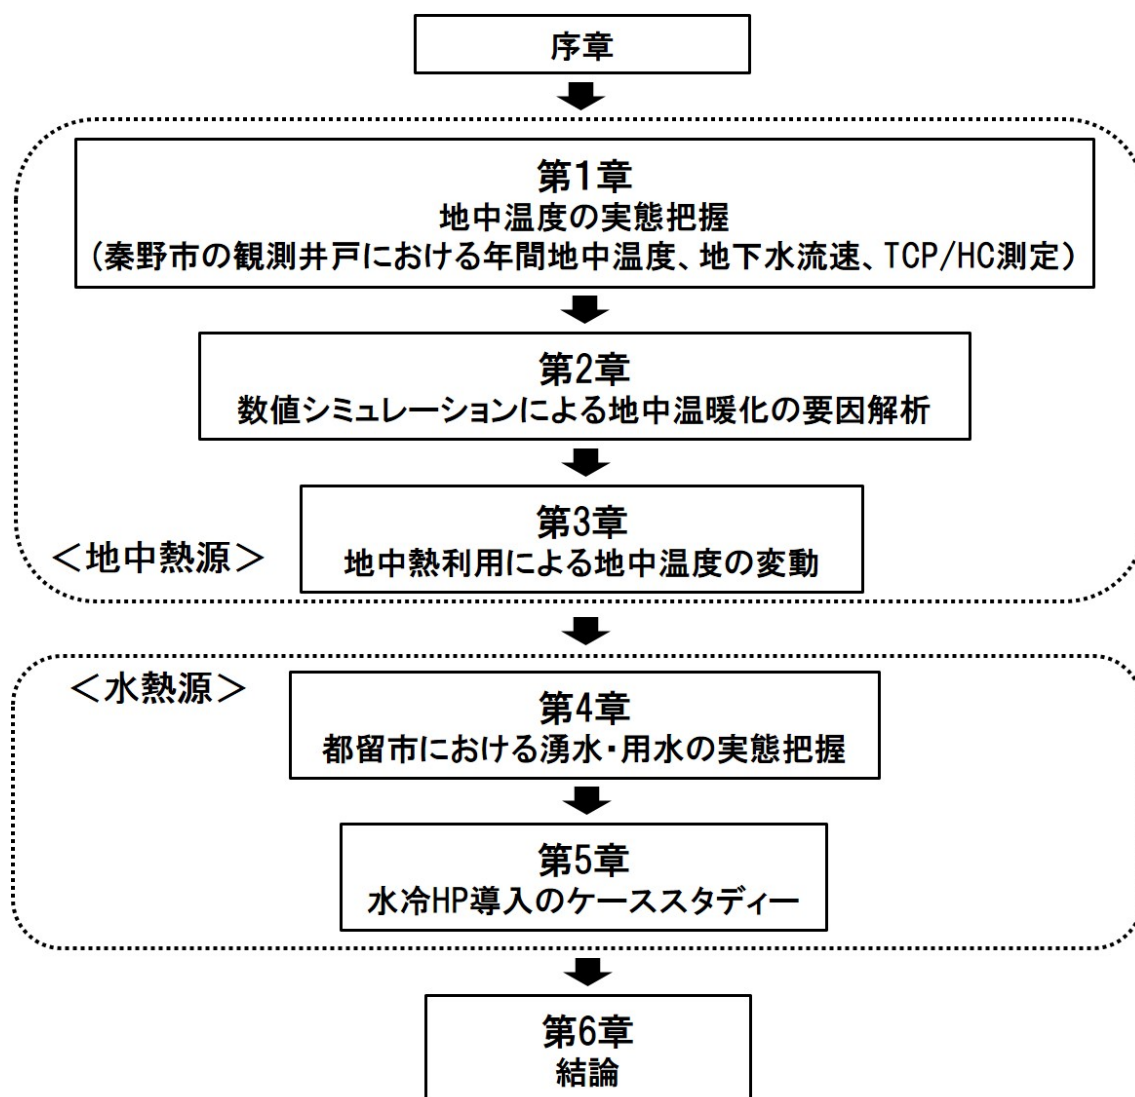 序章
第1章
地中温度の実態把握
(秦野市の観測井戸における年間地中温度、地下水流速、TCP/HC測定)
第2章
数値シミュレーションによる地中温暖化の要因解析
第3章
地中熱利用による地中温度の変動
＜地中熱源＞
＜水熱源＞
第4章
都留市における湧水・用水の実態把握
第5章
水冷HP導入のケーススタディー
第6章
結論